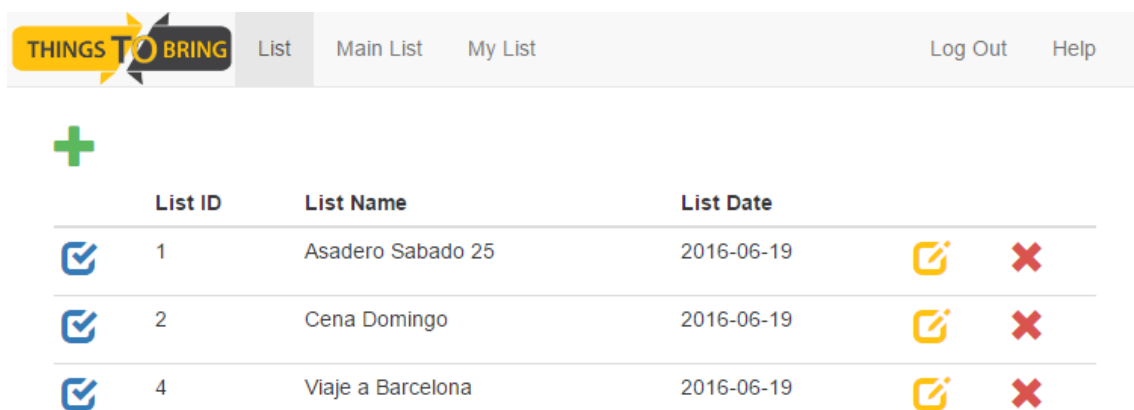 THINGS TO BRING List Main List My List Log Out Help
List ID List Name List Date
1 Asadero Sabado 25 2016-06-19
2 Cena Domingo 2016-06-19
4 Viaje a Barcelona 2016-06-19